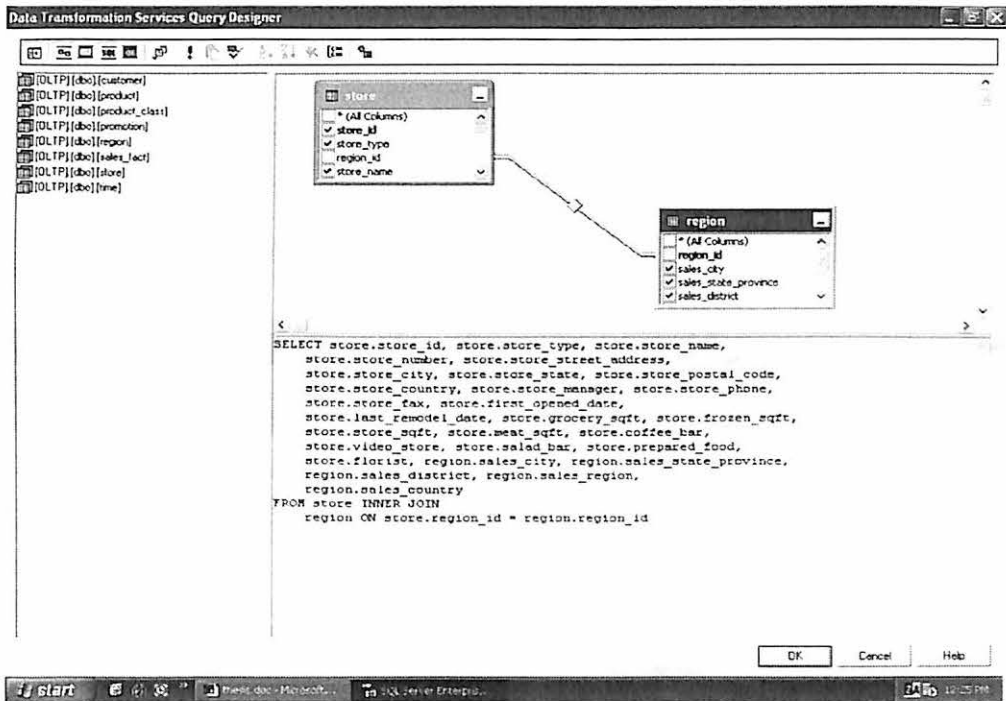 Data Transformation Services Query Designer
[OLTP].[dbo].[customer]
[OLTP].[dbo].[product]
[OLTP].[dbo].[product_class]
[OLTP].[dbo].[promotion]
[OLTP].[dbo].[region]
[OLTP].[dbo].[sales_fact]
[OLTP].[dbo].[store]
[OLTP].[dbo].[time]
store
* (All Columns)
store_id
store_type
region_id
store_name
region
* (All Columns)
region_id
sales_city
sales_state_province
sales_district
SELECT store.store_id, store.store_type, store.store_name,
store.store_number, store.store_street_address,
store.store_city, store.store_state, store.store_postal_code,
store.store_country, store.store_manager, store.store_phone,
store.store_fax, store.first_opened_date,
store.last_remodel_date, store.grocery_sqft, store.frozen_sqft,
store.store_sqft, store.meat_sqft, store.coffee_bar,
store.video_store, store.salad_bar, store.prepared_food,
store.florist, region.sales_city, region.sales_state_province,
region.sales_district, region.sales_region,
region.sales_country
FROM store INNER JOIN
region ON store.region_id = region.region_id
OK Cancel Help
start thesis.doc - Microsoft... SQL Server Enterpris... 12:25 PM